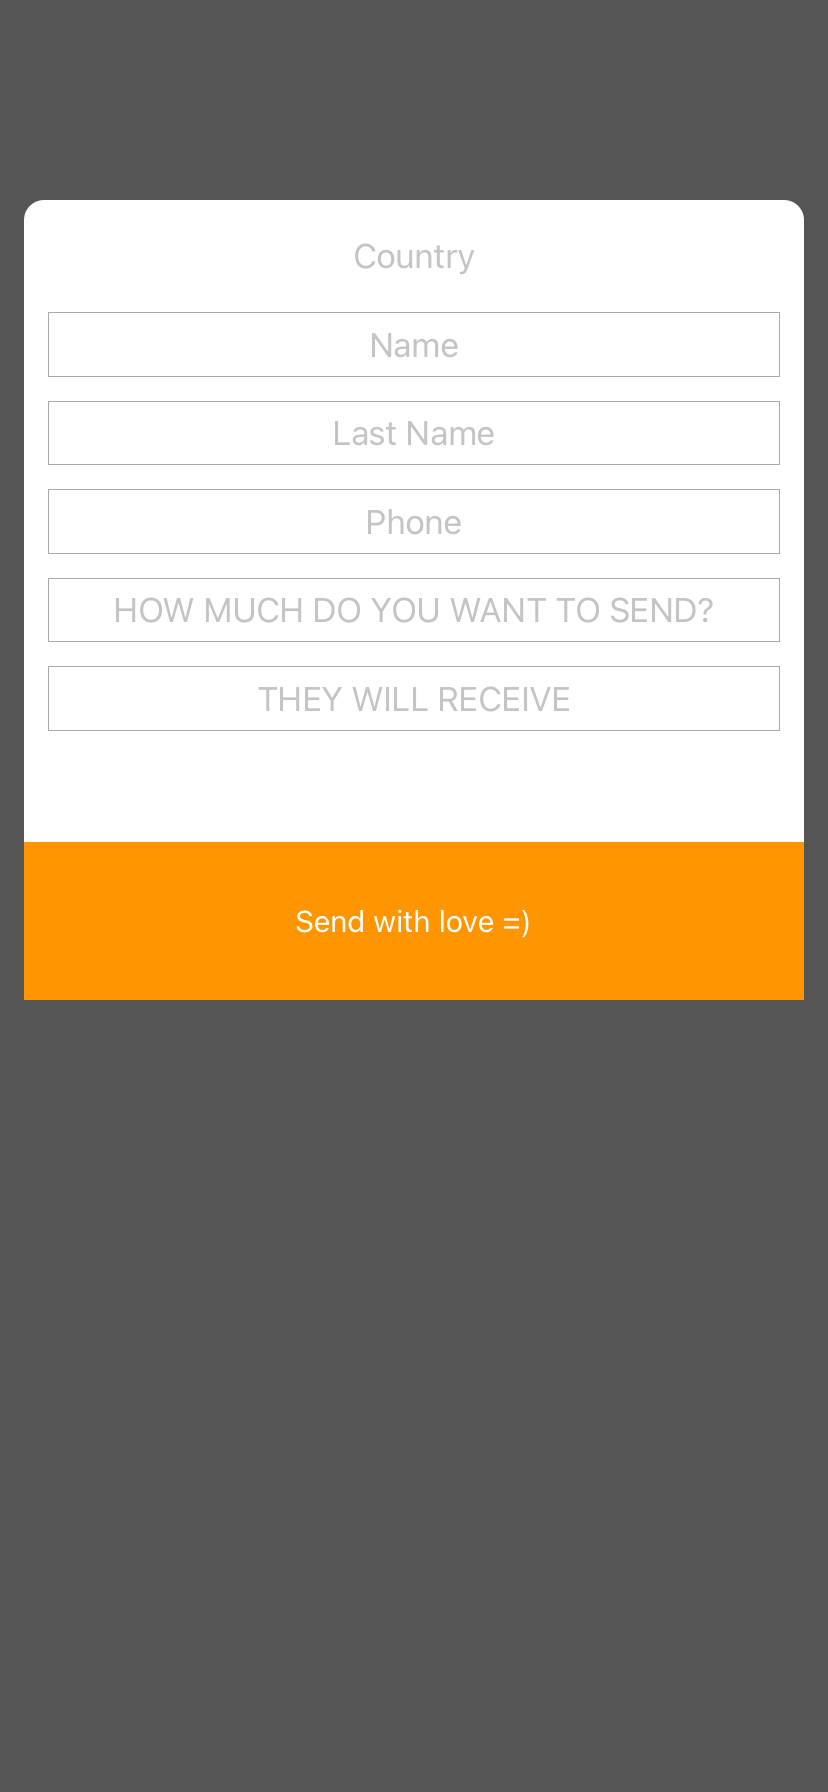 Country
Name
Last Name
Phone
HOW MUCH DO YOU WANT TO SEND?
THEY WILL RECEIVE
Send with love =)